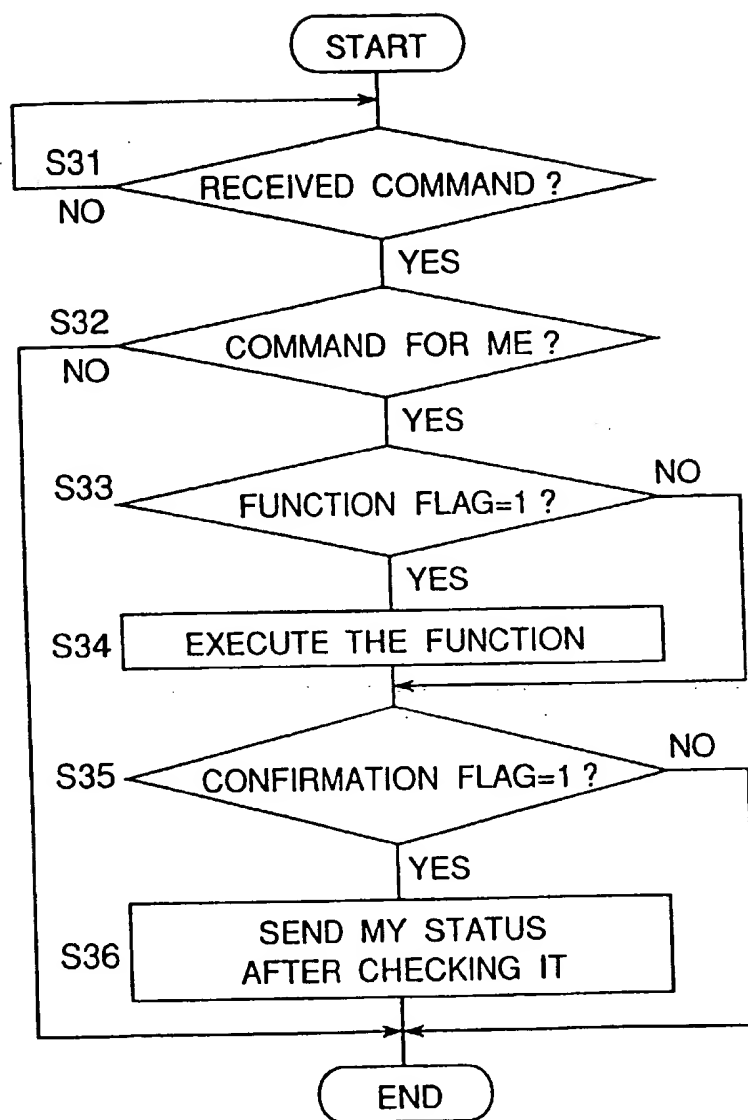 START
S31
RECEIVED COMMAND ?
NO
YES
S32
COMMAND FOR ME ?
NO
YES
S33
FUNCTION FLAG=1 ?
NO
YES
S34
EXECUTE THE FUNCTION
S35
CONFIRMATION FLAG=1 ?
NO
YES
S36
SEND MY STATUS
AFTER CHECKING IT
END